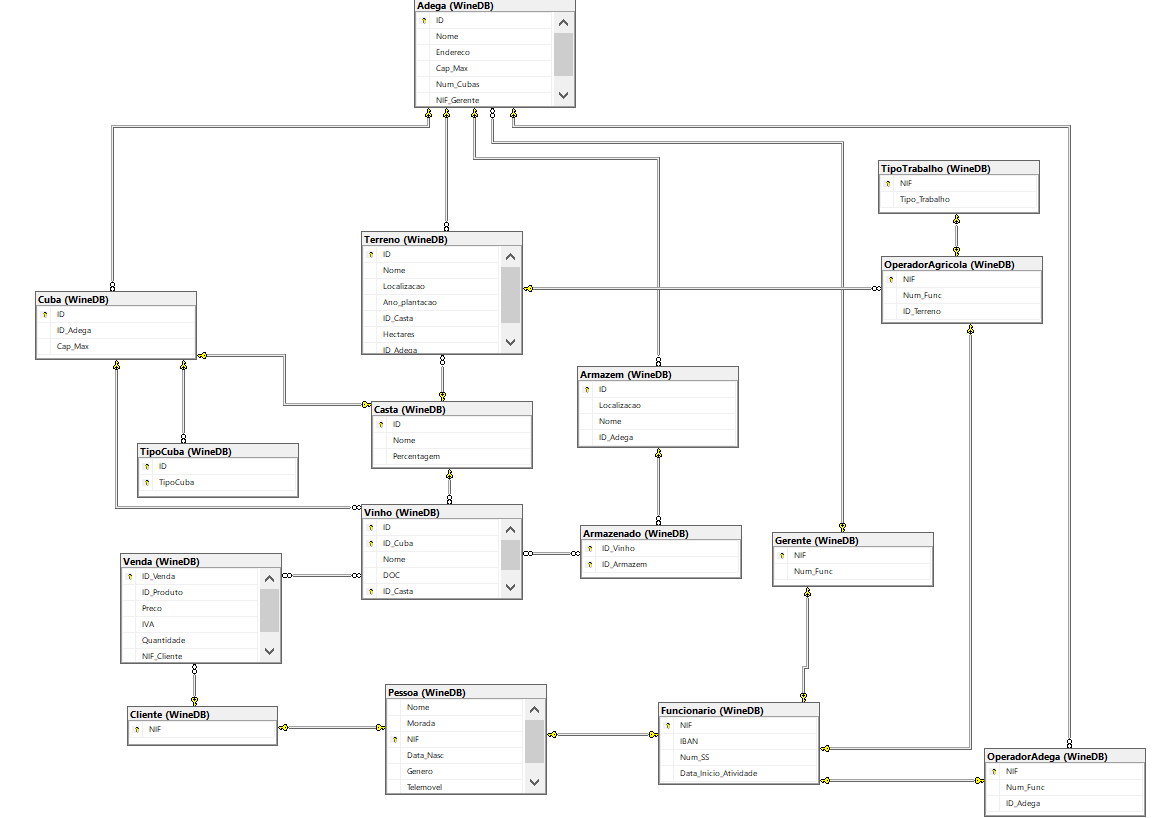 Adega (WineDB)
ID
Nome
Endereco
Cap_Max
Num_Cubas
NIF_Gerente
TipoTrabalho (WineDB)
NIF
Tipo_Trabalho
Terreno (WineDB)
ID
Nome
Localizacao
Ano_plantacao
ID_Casta
Hectares
ID_Adega
OperadorAgricola (WineDB)
NIF
Num_Func
ID_Terreno
Cuba (WineDB)
ID
ID_Adega
Cap_Max
Armazem (WineDB)
ID
Localizacao
Nome
ID_Adega
Casta (WineDB)
ID
Nome
Percentagem
TipoCuba (WineDB)
ID
TipoCuba
Vinho (WineDB)
ID
ID_Cuba
Nome
DOC
ID_Casta
Armazenado (WineDB)
ID_Vinho
ID_Armazem
Gerente (WineDB)
NIF
Num_Func
Venda (WineDB)
ID_Venda
ID_Produto
Preco
IVA
Quantidade
NIF_Cliente
Pessoa (WineDB)
Nome
Morada
NIF
Data_Nasc
Genero
Telemovel
Cliente (WineDB)
NIF
Funcionario (WineDB)
NIF
IBAN
Num_SS
Data_Inicio_Atividade
OperadorAdega (WineDB)
NIF
Num_Func
ID_Adega